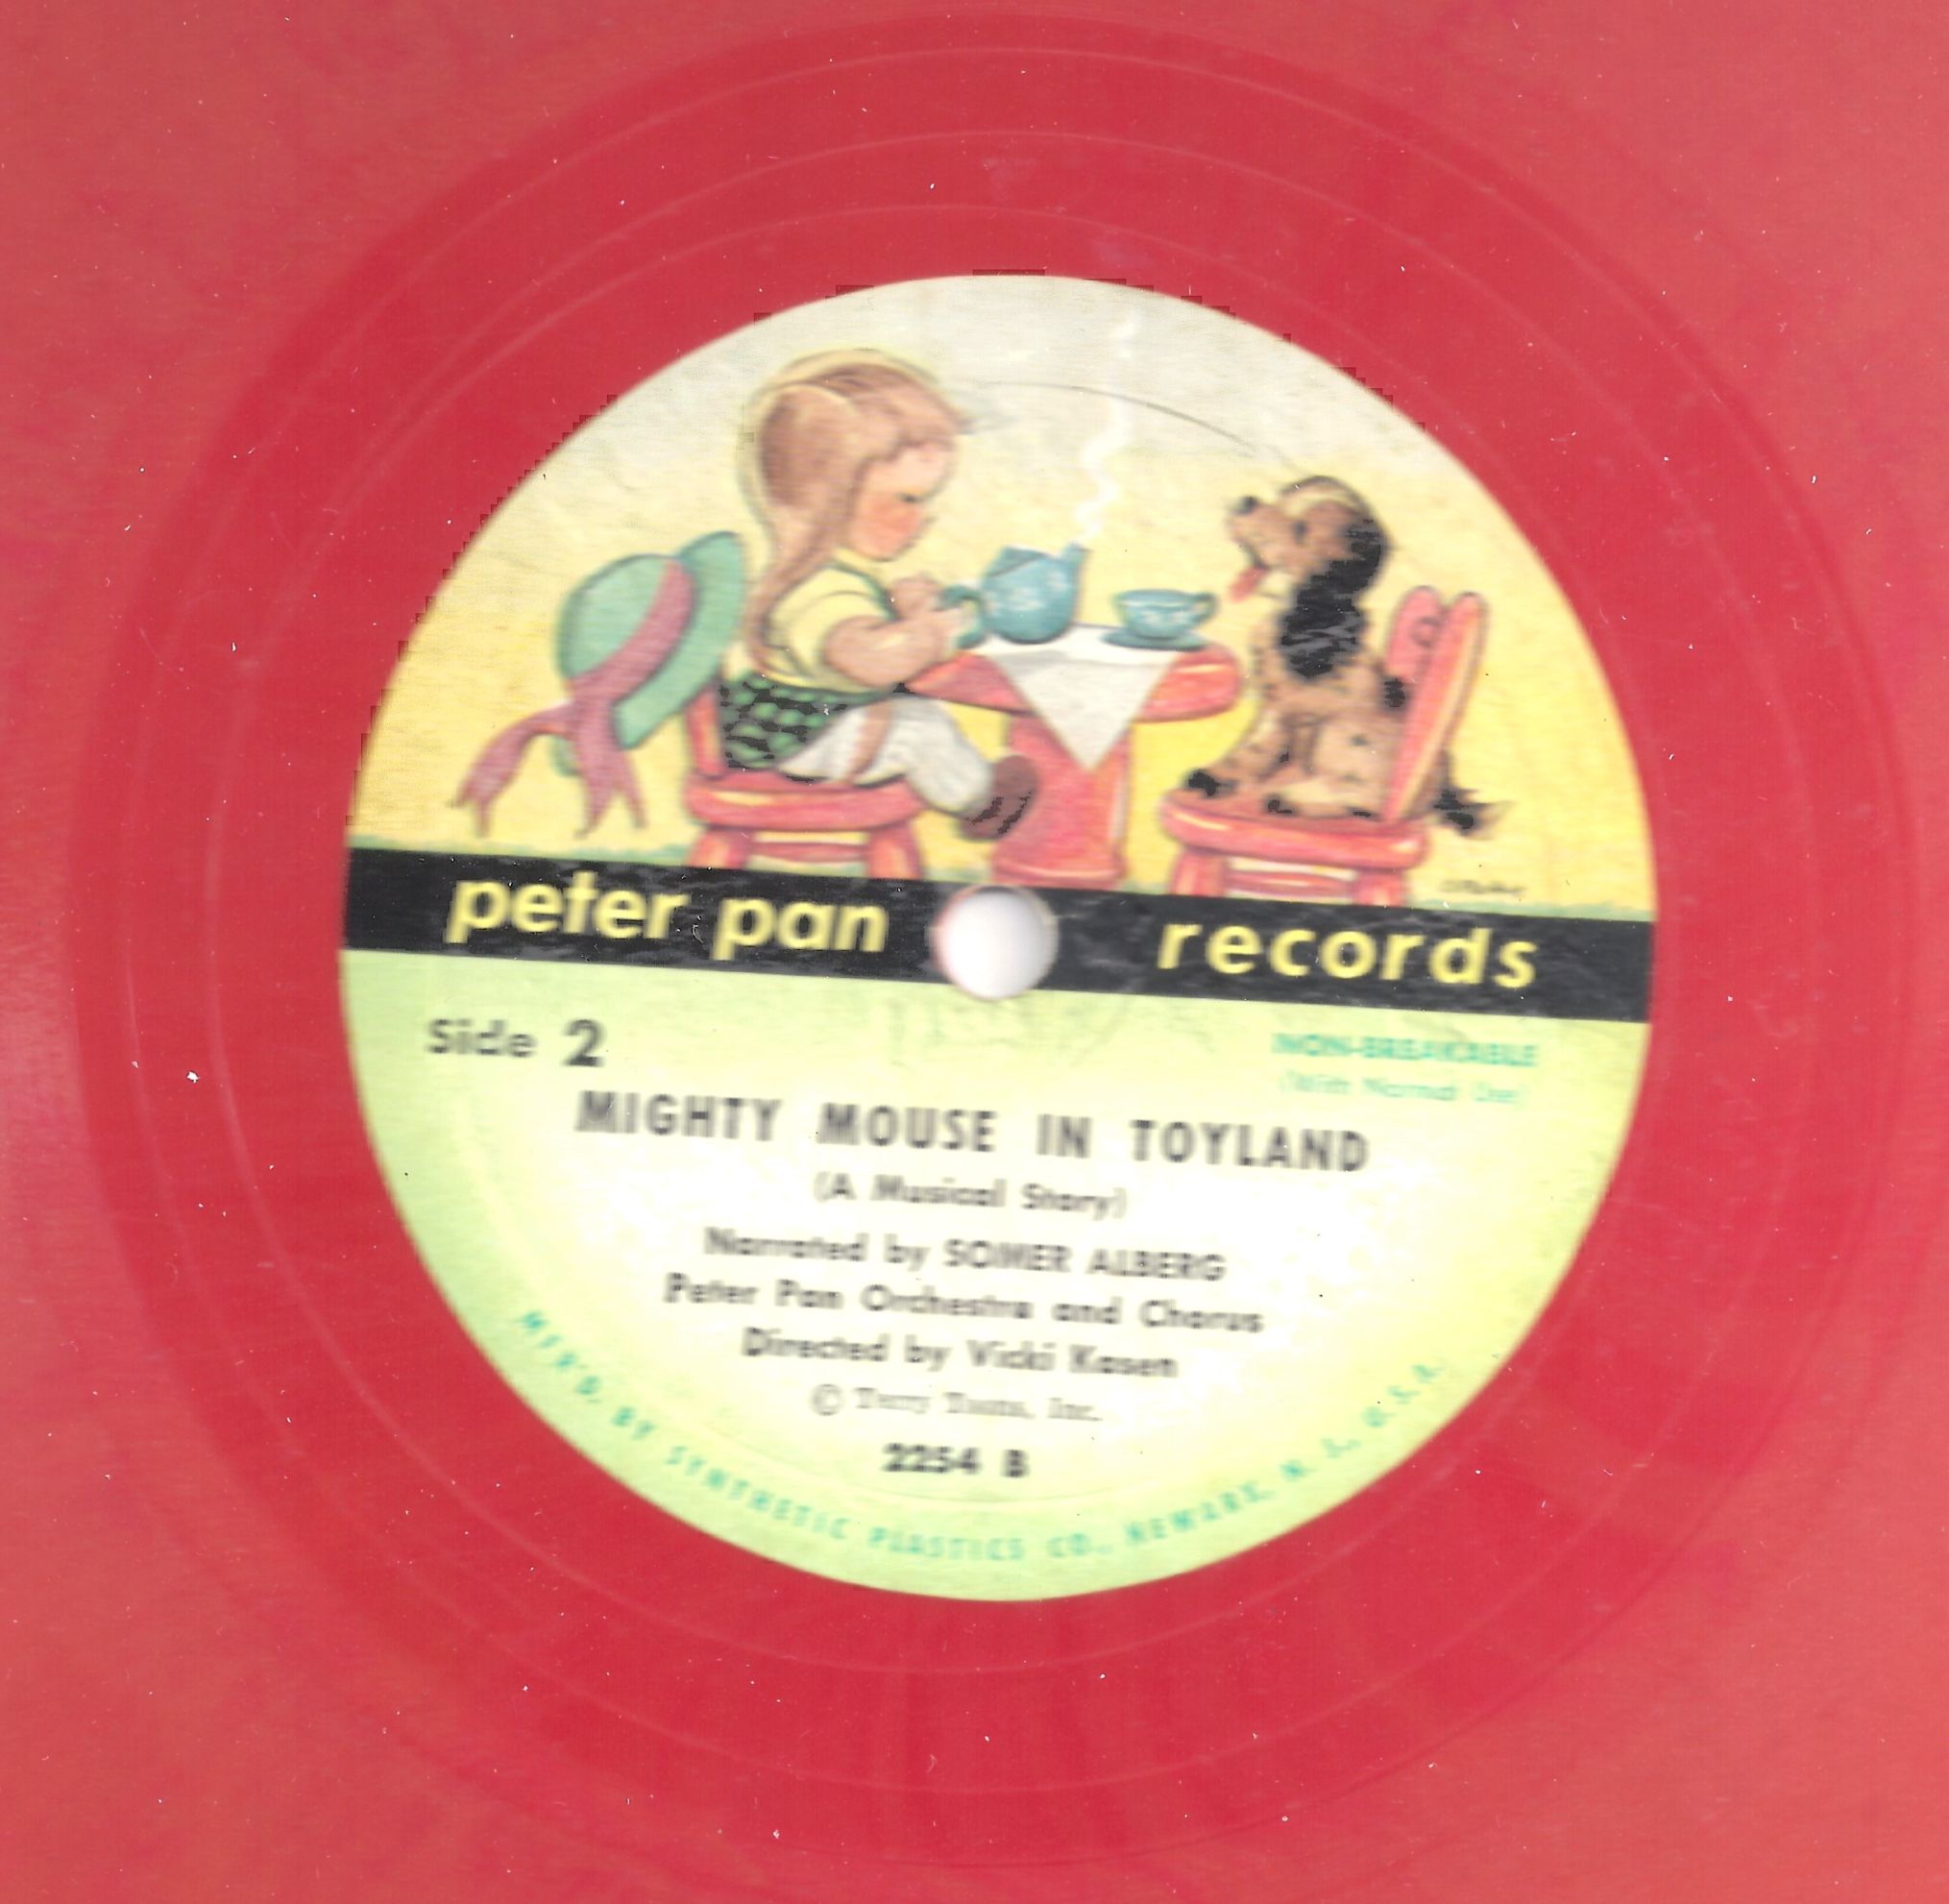 peter pan records
Side 2
NON-BREAKABLE
(With Normal Use)
MIGHTY MOUSE IN TOYLAND
(A Musical Story)
Narrated by SOMER ALBERG
Peter Pan Orchestra and Chorus
Directed by Vicki Kasen
© Terry Toons, Inc.
2254 B
MFR'D. BY SYNTHETIC PLASTICS CO., NEWARK, N. J., U.S.A.